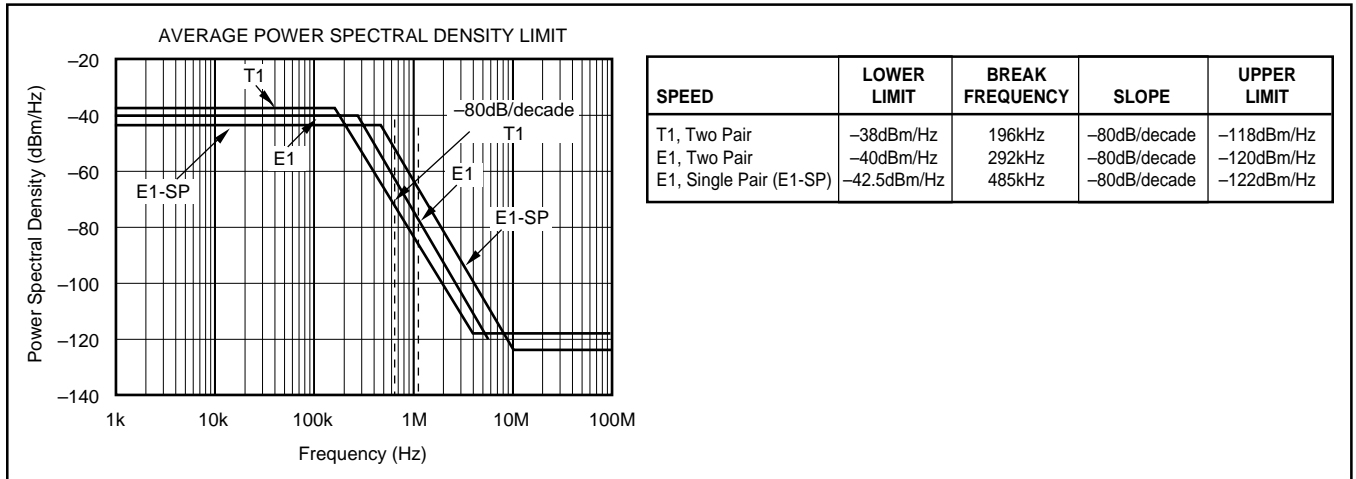 AVERAGE POWER SPECTRAL DENSITY LIMIT
Power Spectral Density (dBm/Hz)
–20
–40
–60
–80
–100
–120
–140
T1
E1
E1-SP
–80dB/decade
T1
E1
E1-SP
1k 10k 100k 1M 10M 100M
Frequency (Hz)
SPEED LOWER LIMIT BREAK FREQUENCY SLOPE UPPER LIMIT
T1, Two Pair –38dBm/Hz 196kHz –80dB/decade –118dBm/Hz
E1, Two Pair –40dBm/Hz 292kHz –80dB/decade –120dBm/Hz
E1, Single Pair (E1-SP) –42.5dBm/Hz 485kHz –80dB/decade –122dBm/Hz